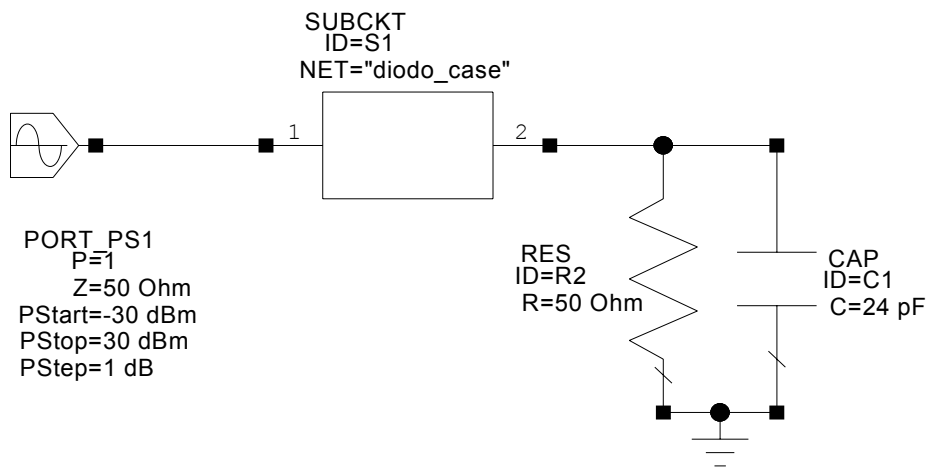 SUBCKT
ID=S1
NET="diodo_case"
1
2
PORT_PS1
P=1
Z=50 Ohm
PStart=-30 dBm
PStop=30 dBm
PStep=1 dB
RES
ID=R2
R=50 Ohm
CAP
ID=C1
C=24 pF